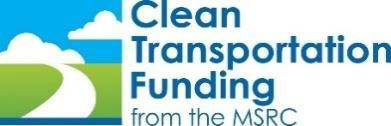 Clean
Transportation
Funding
from the MSRC